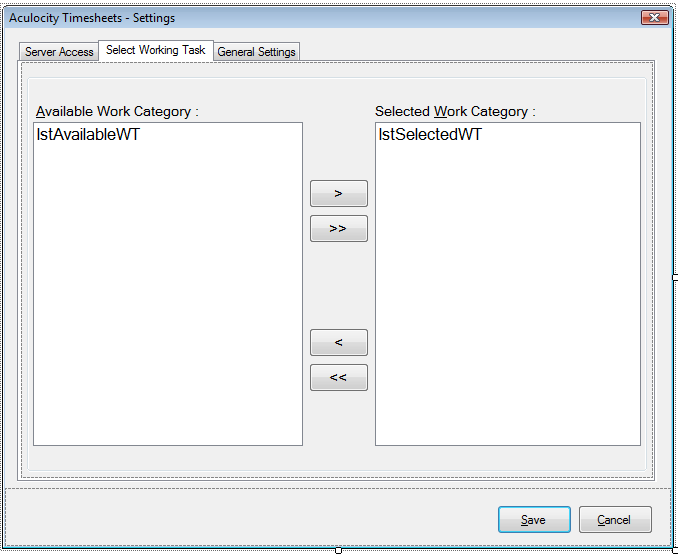 Aculocity Timesheets - Settings
Server Access Select Working Task General Settings
Available Work Category : Selected Work Category :
lstAvailableWT lstSelectedWT
>
>>
<
<<
Save Cancel